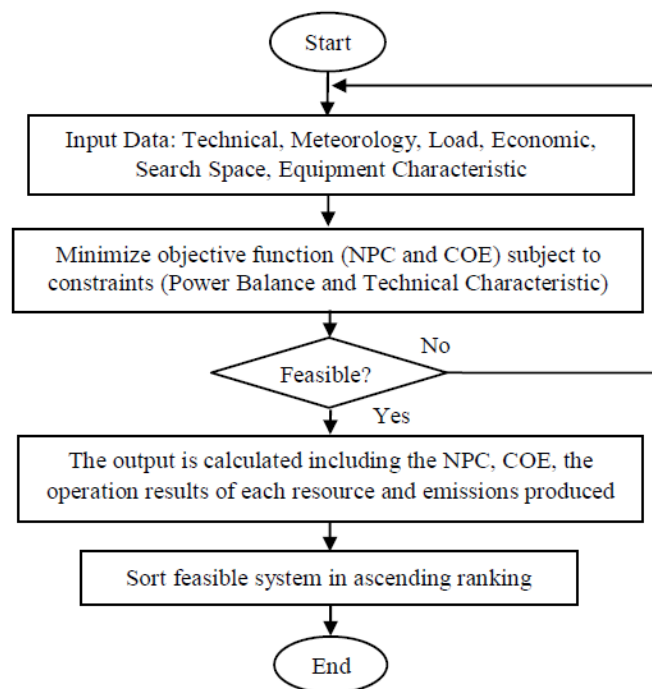 Start
Input Data: Technical, Meteorology, Load, Economic,
Search Space, Equipment Characteristic
Minimize objective function (NPC and COE) subject to
constraints (Power Balance and Technical Characteristic)
No
Feasible?
Yes
The output is calculated including the NPC, COE, the
operation results of each resource and emissions produced
Sort feasible system in ascending ranking
End